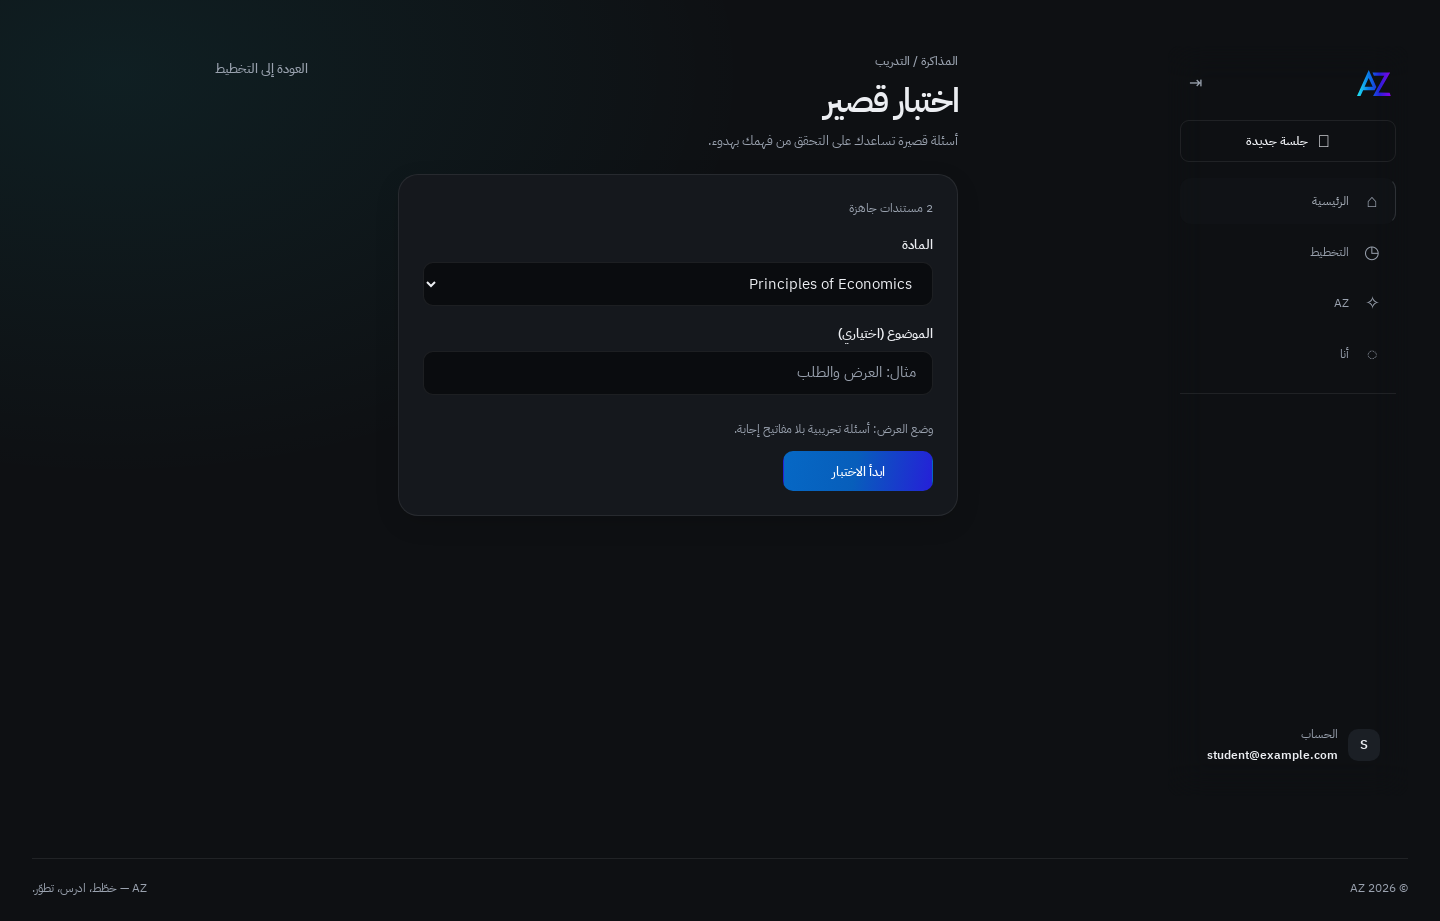 AZ
جلسة جديدة
الرئيسية
التخطيط
AZ
أنا
الحساب
S
student@example.com
المذاكرة / التدريب
العودة إلى التخطيط
اختبار قصير
أسئلة قصيرة تساعدك على التحقق من فهمك بهدوء.
2 مستندات جاهزة
المادة
Principles of Economics
الموضوع (اختياري)
مثال: العرض والطلب
وضع العرض: أسئلة تجريبية بلا مفاتيح إجابة.
ابدأ الاختبار
© 2026 AZ
AZ — خطّط، ادرس، تطوّر.